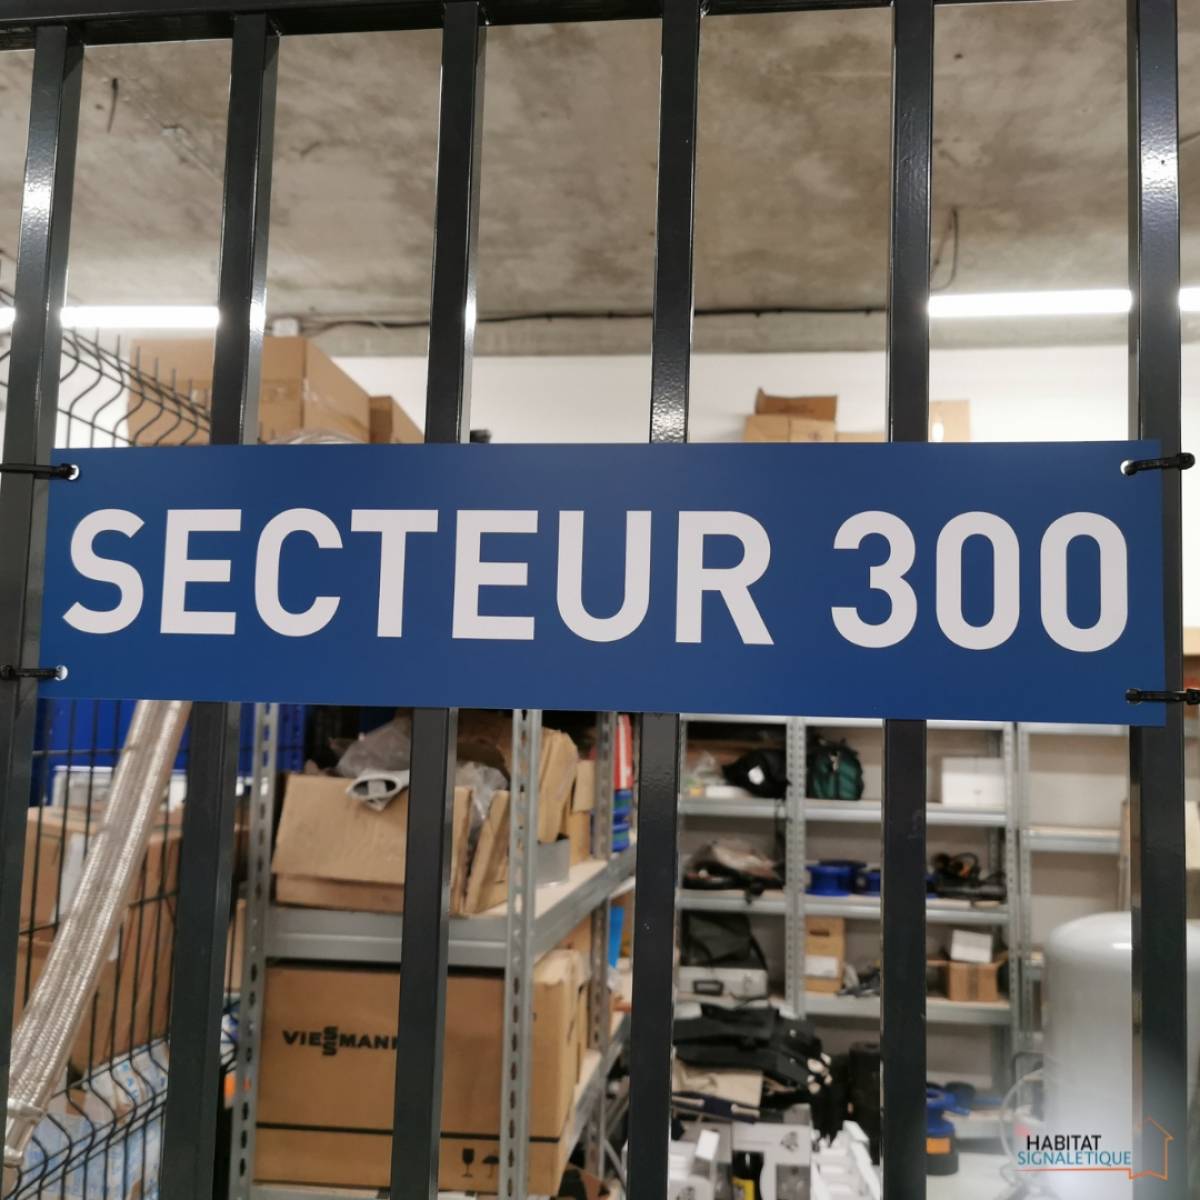 SECTEUR 300
VIESSMANN
HABITAT
SIGNALETIQUE